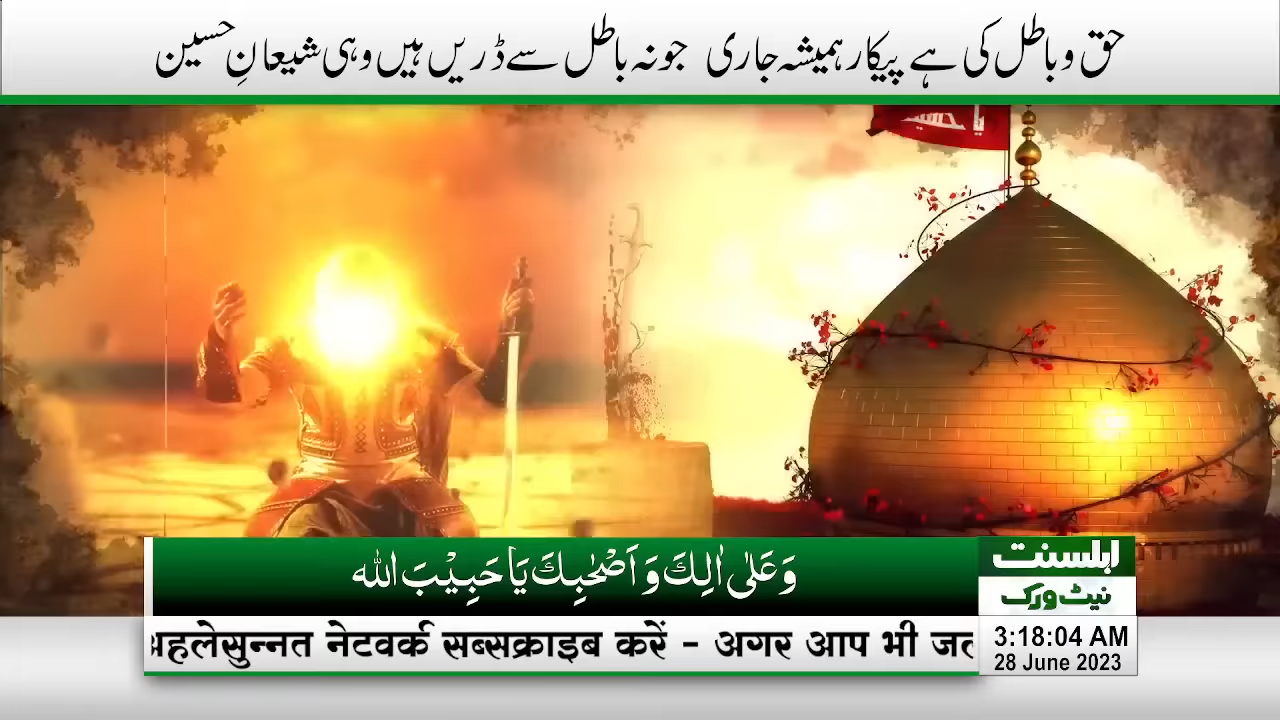 حق و باطل کی ہے پیکار ہمیشہ جاری جو نہ باطل سے ڈریں ہیں وہی شیعانِ حسین
یا حسین
وَعَلٰی اٰلِكَ وَ اَصْحٰبِكَ يَا حَبِيْبَ الله
اہلسنت
نیٹ ورک
अहलेसुन्नत नेटवर्क सब्सक्राइब करें - अगर आप भी
3:18:04 AM
28 June 2023